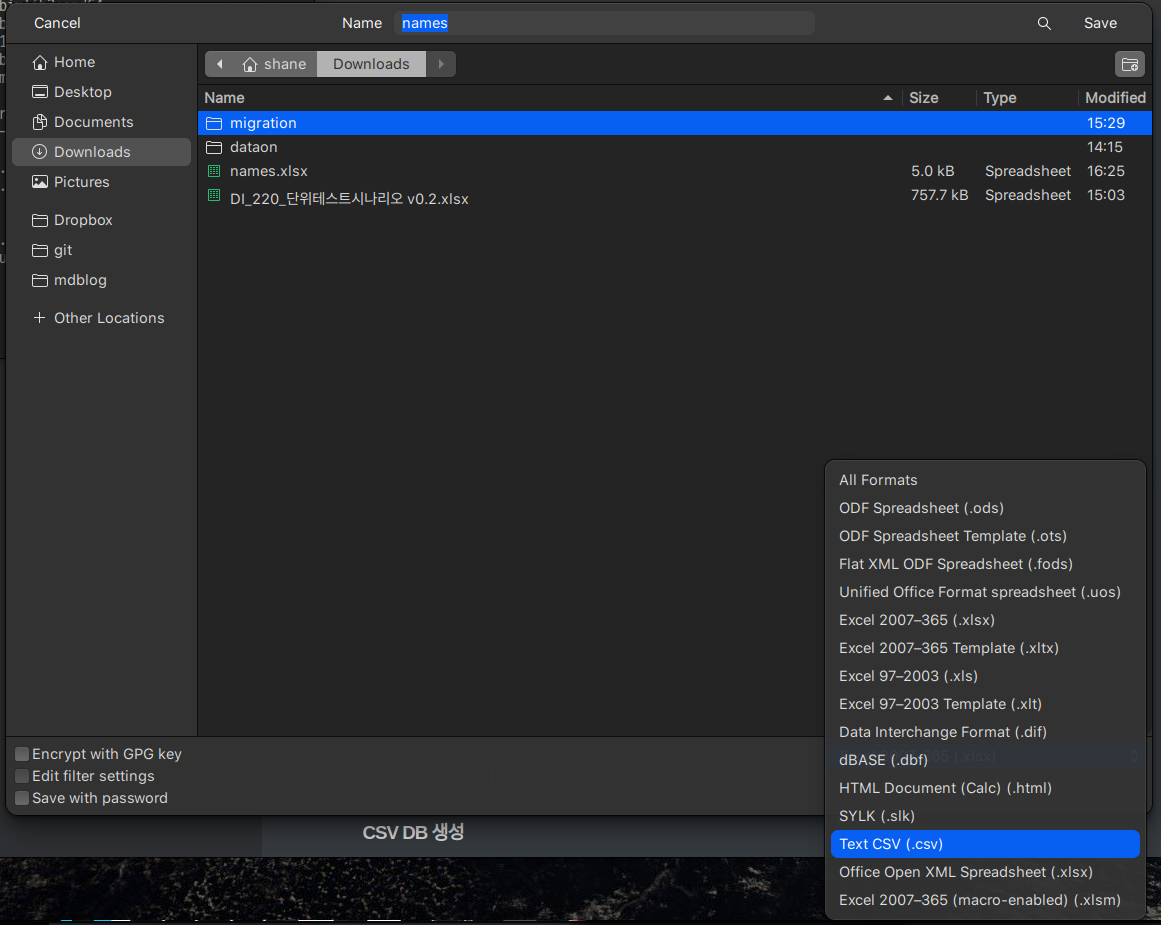 Cancel Name names Save
Home
Desktop
Documents
Downloads
Pictures
Dropbox
git
mdblog
Other Locations
shane Downloads
Name Size Type Modified
migration 15:29
dataon 14:15
names.xlsx 5.0 kB Spreadsheet 16:25
DI_220_단위테스트시나리오 v0.2.xlsx 757.7 kB Spreadsheet 15:03
All Formats
ODF Spreadsheet (.ods)
ODF Spreadsheet Template (.ots)
Flat XML ODF Spreadsheet (.fods)
Unified Office Format spreadsheet (.uos)
Excel 2007–365 (.xlsx)
Excel 2007–365 Template (.xltx)
Excel 97–2003 (.xls)
Excel 97–2003 Template (.xlt)
Data Interchange Format (.dif)
dBASE (.dbf)
HTML Document (Calc) (.html)
SYLK (.slk)
Text CSV (.csv)
Office Open XML Spreadsheet (.xlsx)
Excel 2007–365 (macro-enabled) (.xlsm)
Encrypt with GPG key
Edit filter settings
Save with password
CSV DB 생성